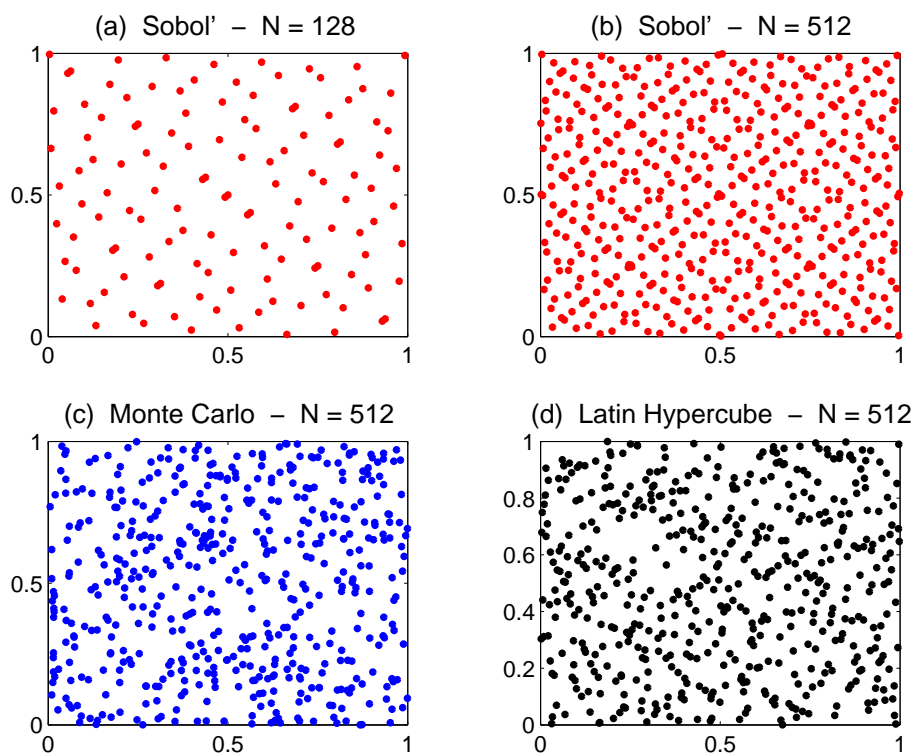 (a) Sobol' – N = 128
1
0.5
0
0 0.5 1
(b) Sobol' – N = 512
1
0.5
0
0 0.5 1
(c) Monte Carlo – N = 512
1
0.5
0
0 0.5 1
(d) Latin Hypercube – N = 512
1
0.8
0.6
0.4
0.2
0
0 0.5 1